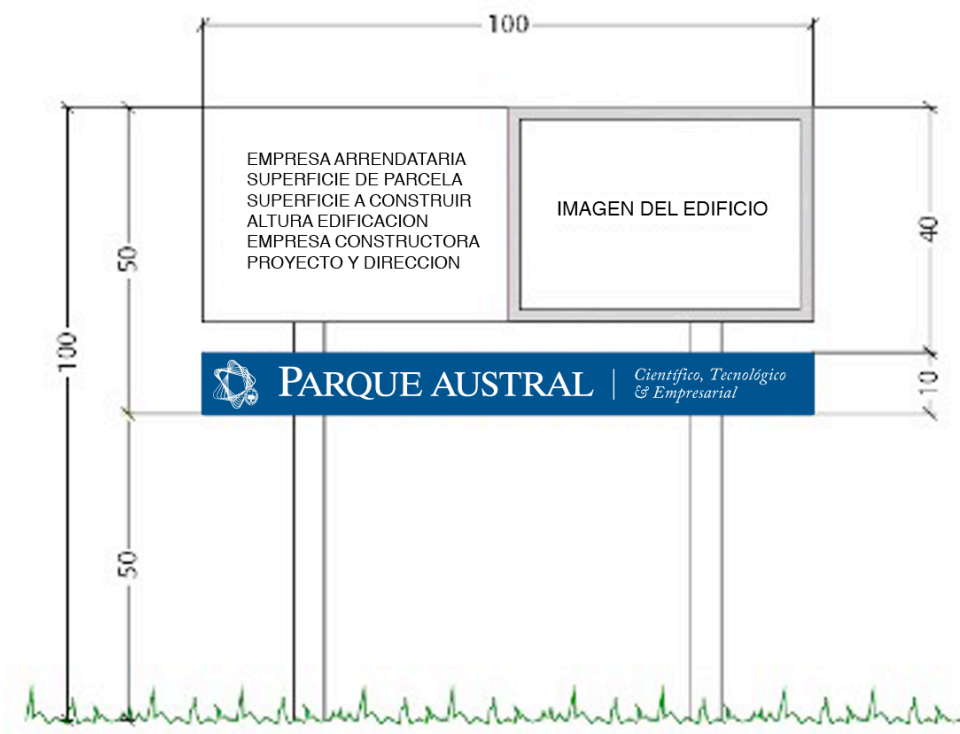 100
EMPRESA ARRENDATARIA
SUPERFICIE DE PARCELA
SUPERFICIE A CONSTRUIR
ALTURA EDIFICACION
EMPRESA CONSTRUCTORA
PROYECTO Y DIRECCION
IMAGEN DEL EDIFICIO
50
40
100
PARQUE AUSTRAL | Científico, Tecnológico
& Empresarial
10
50